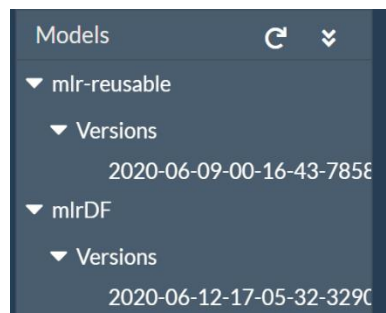 Models
mlr-reusable
Versions
2020-06-09-00-16-43-7858
mlrDF
Versions
2020-06-12-17-05-32-3290